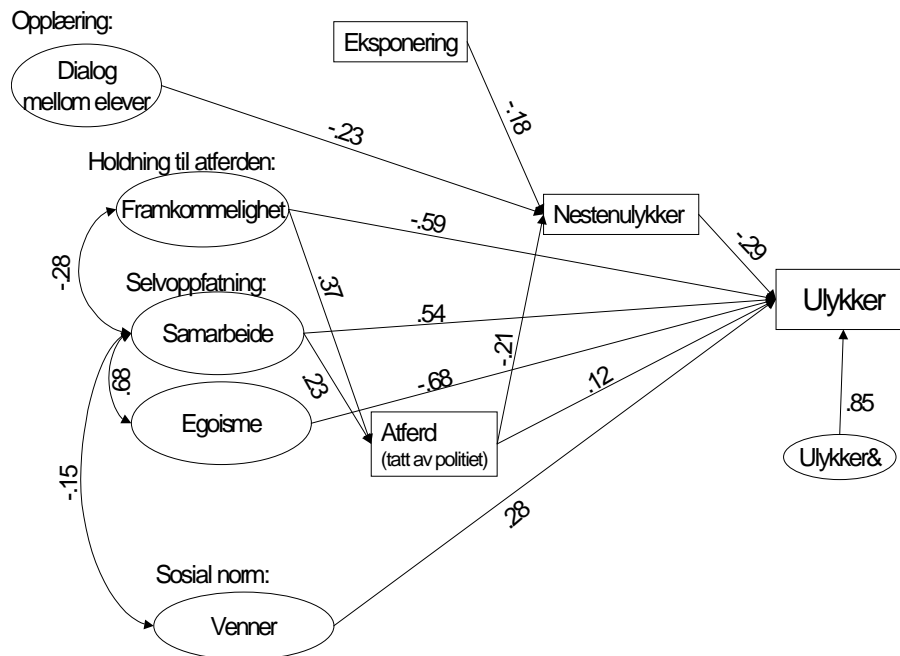 Opplæring:
Eksponering
Dialog
mellom elever
-.18
-.23
Holdning til atferden:
Framkommelighet
Nestenulykker
-.59
-.29
-.28
.37
Selvoppfatning:
Ulykker
Samarbeide
.54
-.21
.68
.23
-.68
.12
Egoisme
Atferd
(tatt av politiet)
.85
Ulykker&
-.15
.28
Sosial norm:
Venner